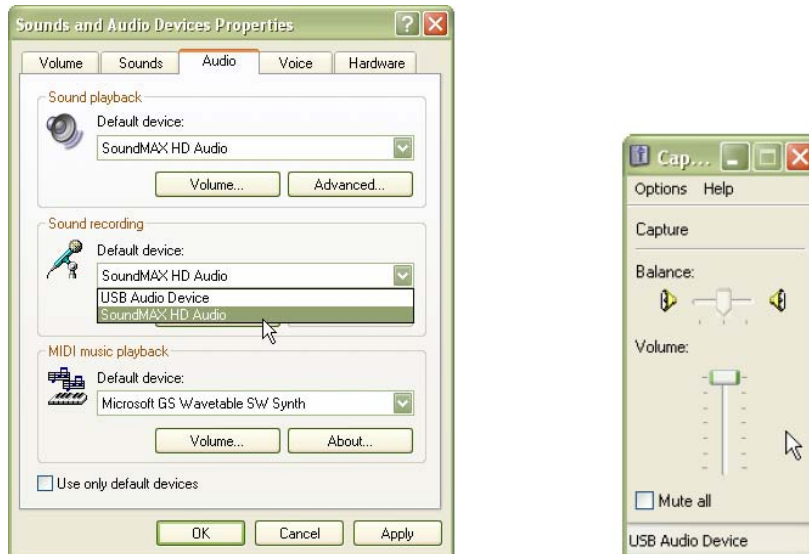 Sounds and Audio Devices Properties
Volume Sounds Audio Voice Hardware
Sound playback
Default device:
SoundMAX HD Audio
Volume... Advanced...
Sound recording
Default device:
SoundMAX HD Audio
USB Audio Device
SoundMAX HD Audio
MIDI music playback
Default device:
Microsoft GS Wavetable SW Synth
Volume... About...
Use only default devices
OK Cancel Apply
Cap...
Options Help
Capture
Balance:
Volume:
Mute all
USB Audio Device